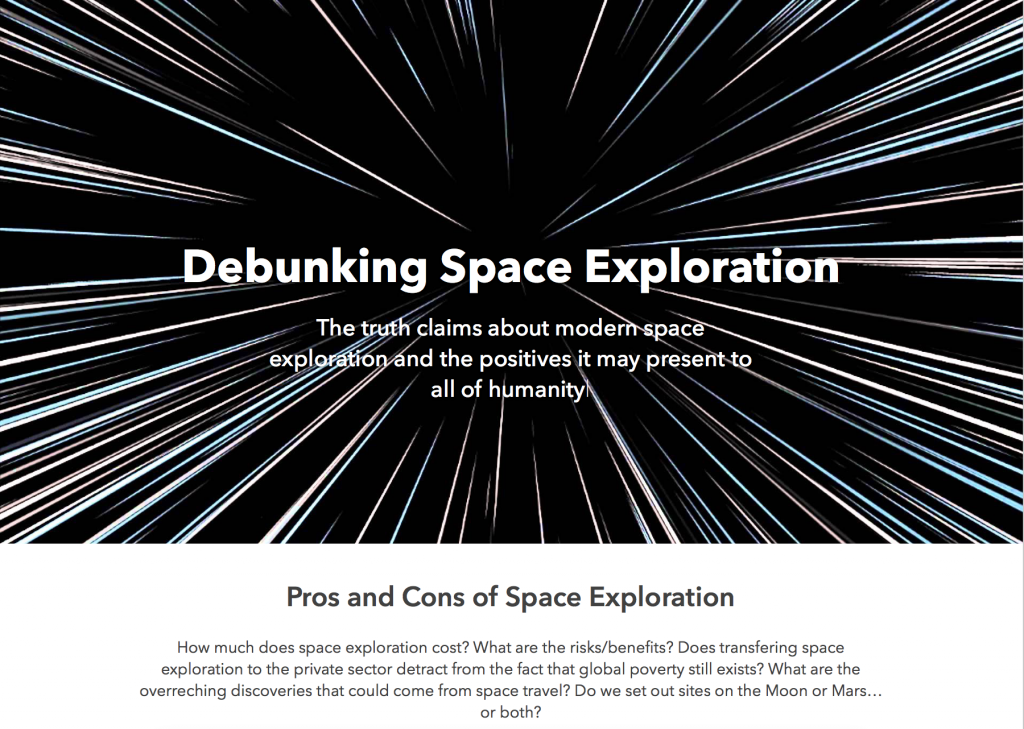 Debunking Space Exploration
The truth claims about modern space
exploration and the positives it may present to
all of humanity
Pros and Cons of Space Exploration
How much does space exploration cost? What are the risks/benefits? Does transfering space
exploration to the private sector detract from the fact that global poverty still exists? What are the
overreching discoveries that could come from space travel? Do we set out sites on the Moon or Mars…
or both?